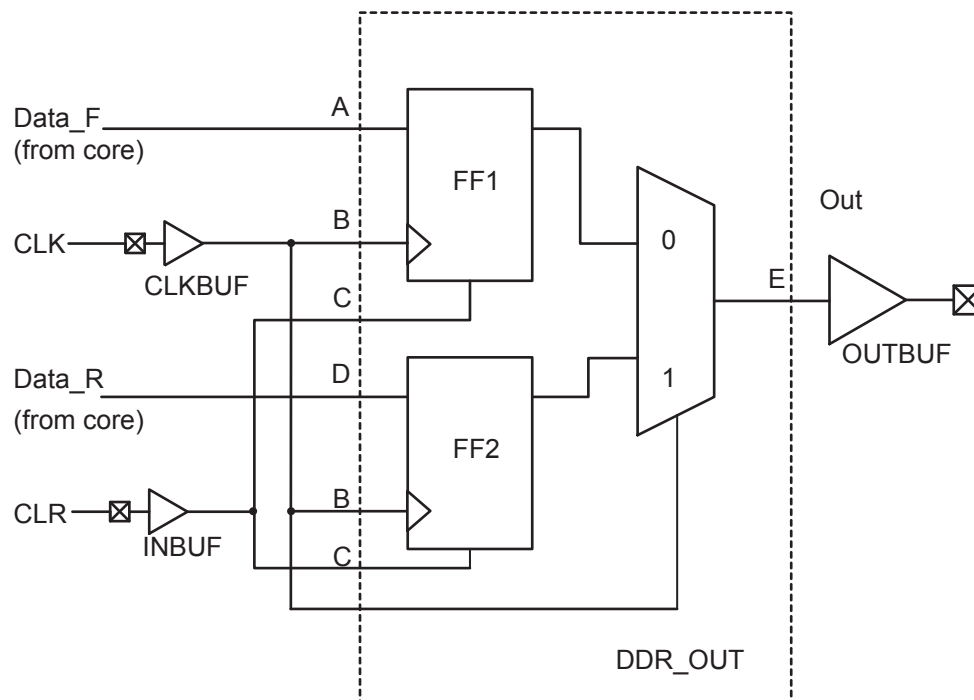 Data_F
(from core)
A
FF1
0
Out
CLK
CLKBUF
B
C
E
OUTBUF
Data_R
(from core)
D
1
FF2
CLR
INBUF
B
C
DDR_OUT